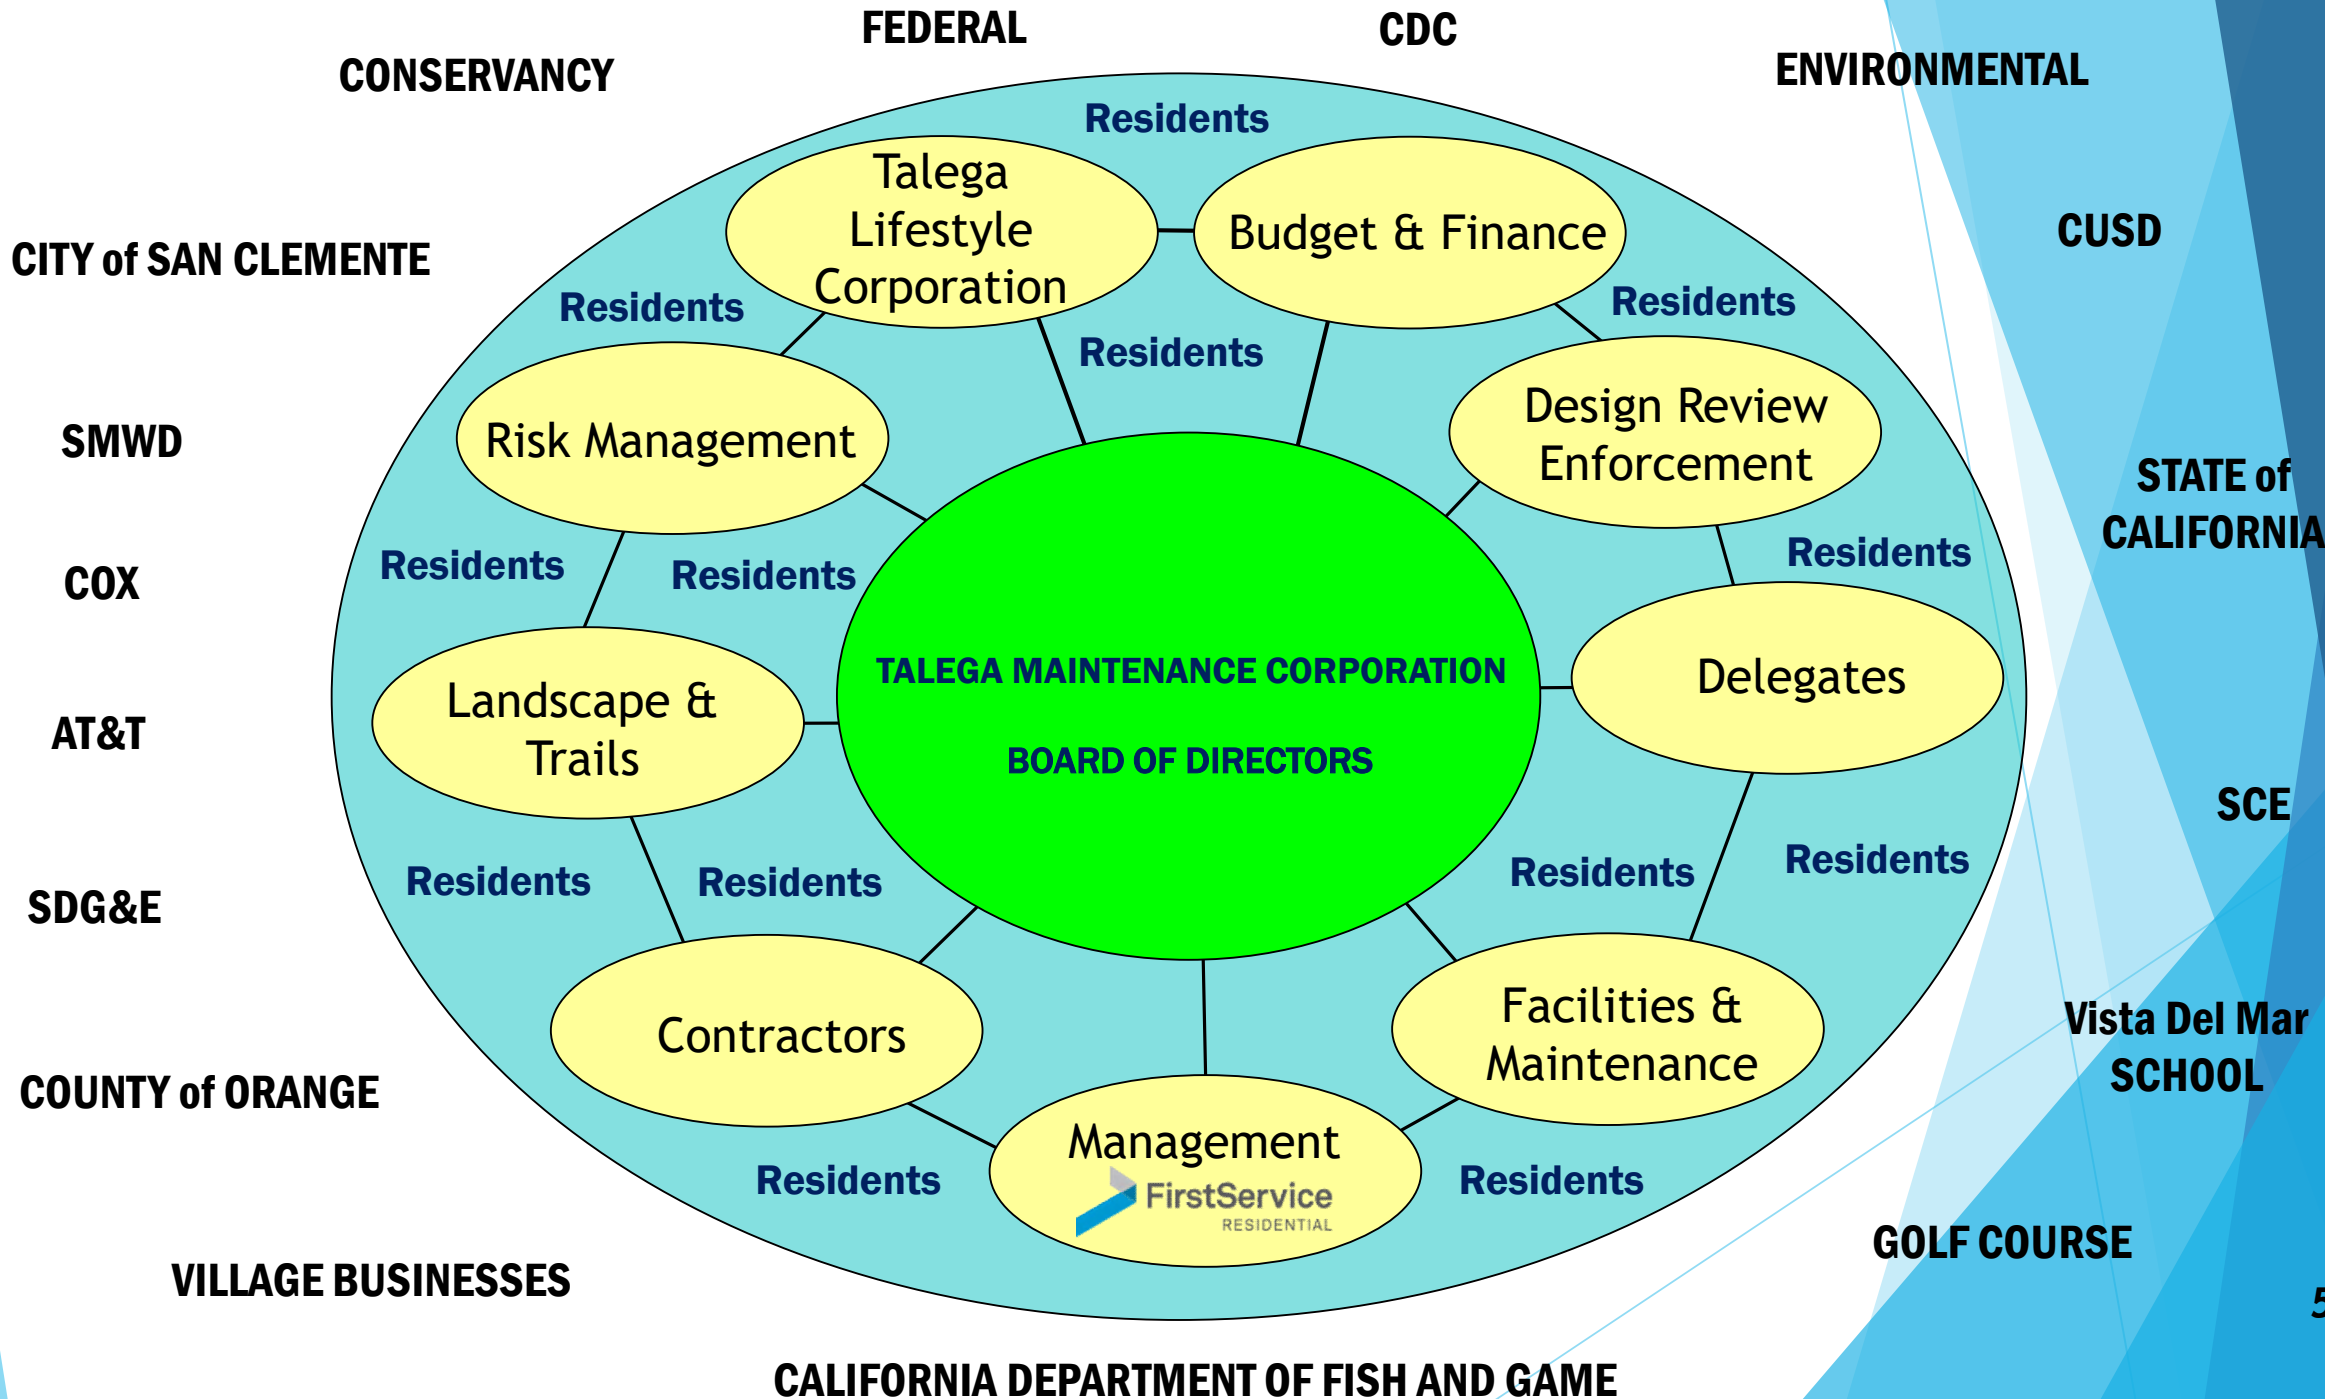 FEDERAL
CDC
CONSERVANCY
ENVIRONMENTAL
Residents
Talega
Lifestyle
Corporation
Budget & Finance
CUSD
CITY of SAN CLEMENTE
Residents
Residents
Residents
Risk Management
Design Review
Enforcement
SMWD
STATE of
CALIFORNIA
Residents
Residents
Residents
COX
TALEGA MAINTENANCE CORPORATION
BOARD OF DIRECTORS
Delegates
Landscape &
Trails
AT&T
SCE
Residents
Residents
Residents
Residents
SDG&E
Contractors
Facilities &
Maintenance
Vista Del Mar
SCHOOL
COUNTY of ORANGE
Management
FirstService
RESIDENTIAL
Residents
Residents
GOLF COURSE
VILLAGE BUSINESSES
5
CALIFORNIA DEPARTMENT OF FISH AND GAME